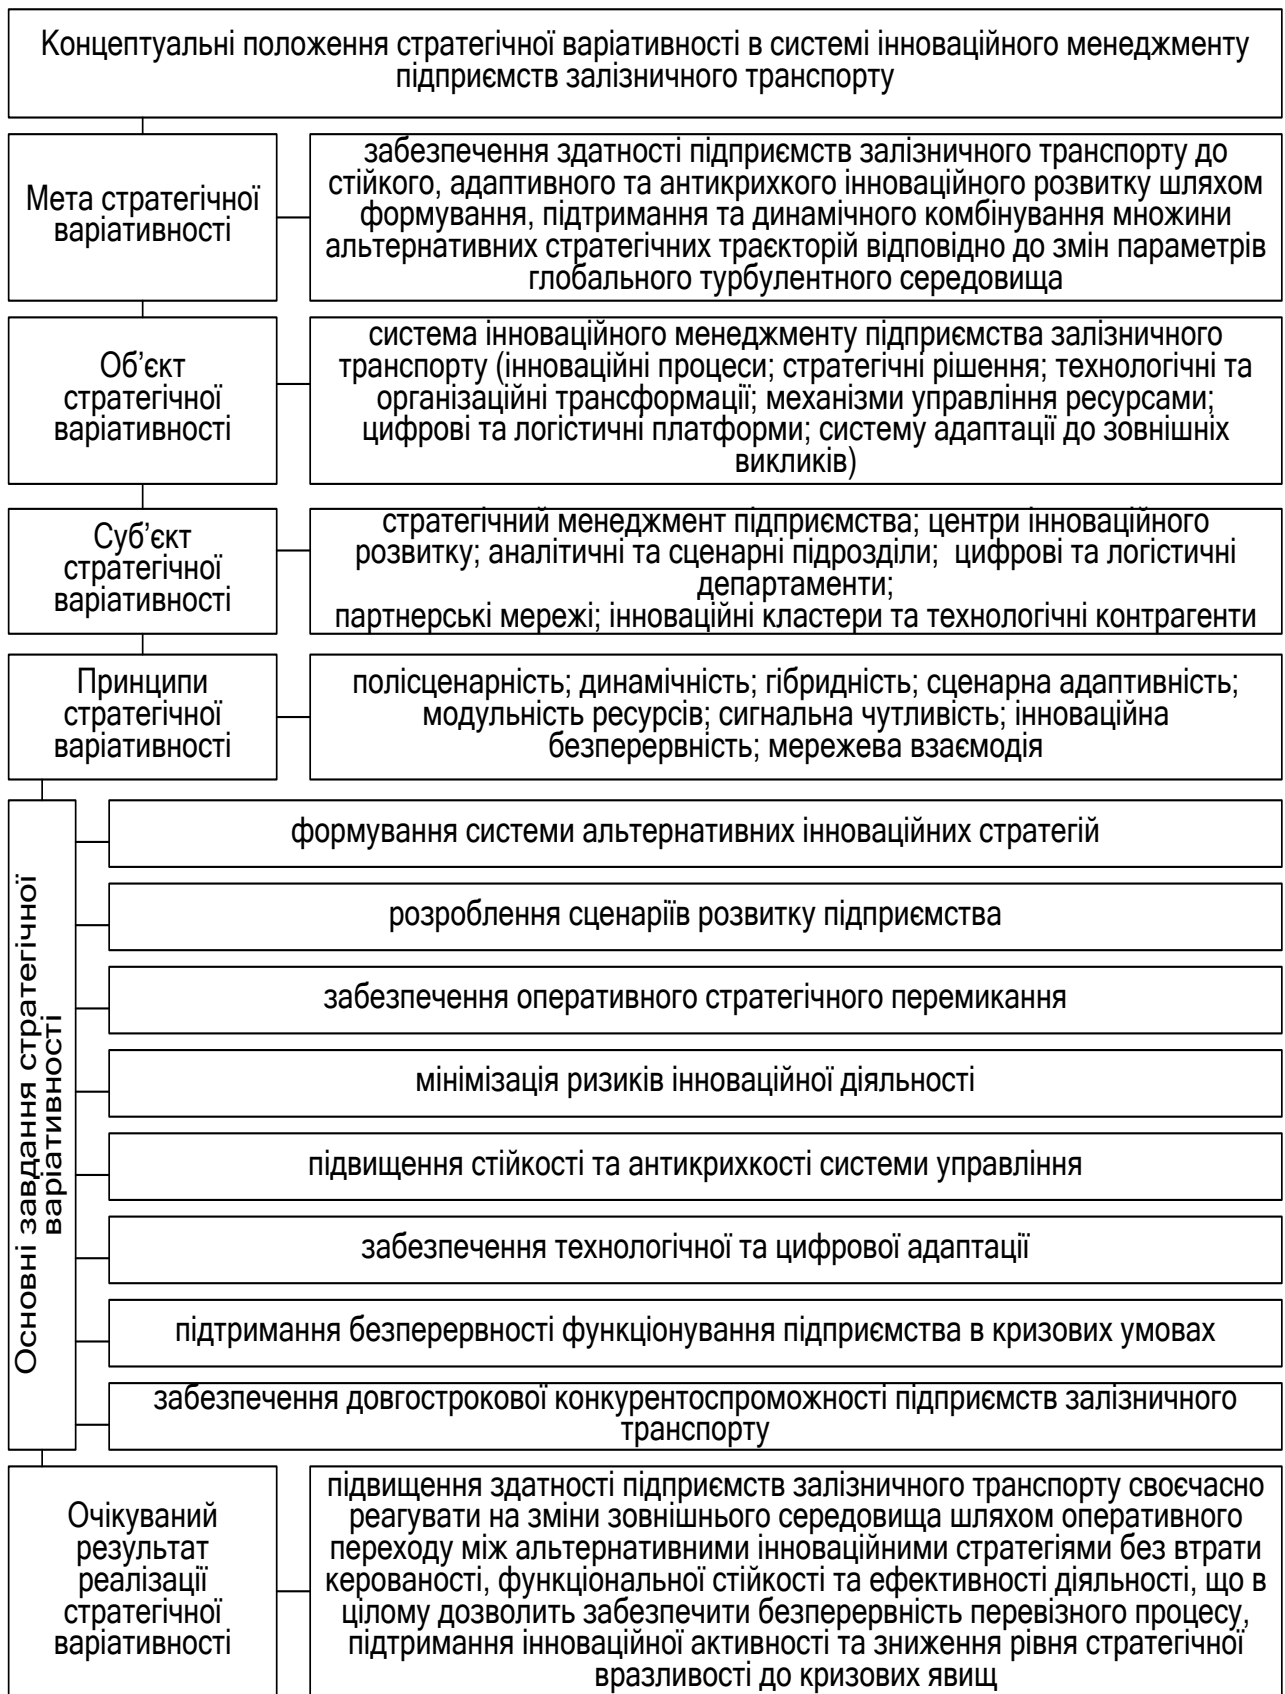 Концептуальні положення стратегічної варіативності в системі інноваційного менеджменту
підприємств залізничного транспорту
Мета стратегічної
варіативності
забезпечення здатності підприємств залізничного транспорту до
стійкого, адаптивного та антикрихкого інноваційного розвитку шляхом
формування, підтримання та динамічного комбінування множини
альтернативних стратегічних траєкторій відповідно до змін параметрів
глобального турбулентного середовища
Об’єкт
стратегічної
варіативності
система інноваційного менеджменту підприємства залізничного
транспорту (інноваційні процеси; стратегічні рішення; технологічні та
організаційні трансформації; механізми управління ресурсами;
цифрові та логістичні платформи; систему адаптації до зовнішніх
викликів)
Суб’єкт
стратегічної
варіативності
стратегічний менеджмент підприємства; центри інноваційного
розвитку; аналітичні та сценарні підрозділи; цифрові та логістичні
департаменти;
партнерські мережі; інноваційні кластери та технологічні контрагенти
Принципи
стратегічної
варіативності
полісценарність; динамічність; гібридність; сценарна адаптивність;
модульність ресурсів; сигнальна чутливість; інноваційна
безперервність; мережева взаємодія
Основні завдання стратегічної
варіативності
формування системи альтернативних інноваційних стратегій
розроблення сценаріїв розвитку підприємства
забезпечення оперативного стратегічного перемикання
мінімізація ризиків інноваційної діяльності
підвищення стійкості та антикрихкості системи управління
забезпечення технологічної та цифрової адаптації
підтримання безперервності функціонування підприємства в кризових умовах
забезпечення довгострокової конкурентоспроможності підприємств залізничного
транспорту
Очікуваний
результат
реалізації
стратегічної
варіативності
підвищення здатності підприємств залізничного транспорту своєчасно
реагувати на зміни зовнішнього середовища шляхом оперативного
переходу між альтернативними інноваційними стратегіями без втрати
керованості, функціональної стійкості та ефективності діяльності, що в
цілому дозволить забезпечити безперервність перевізного процесу,
підтримання інноваційної активності та зниження рівня стратегічної
вразливості до кризових явищ